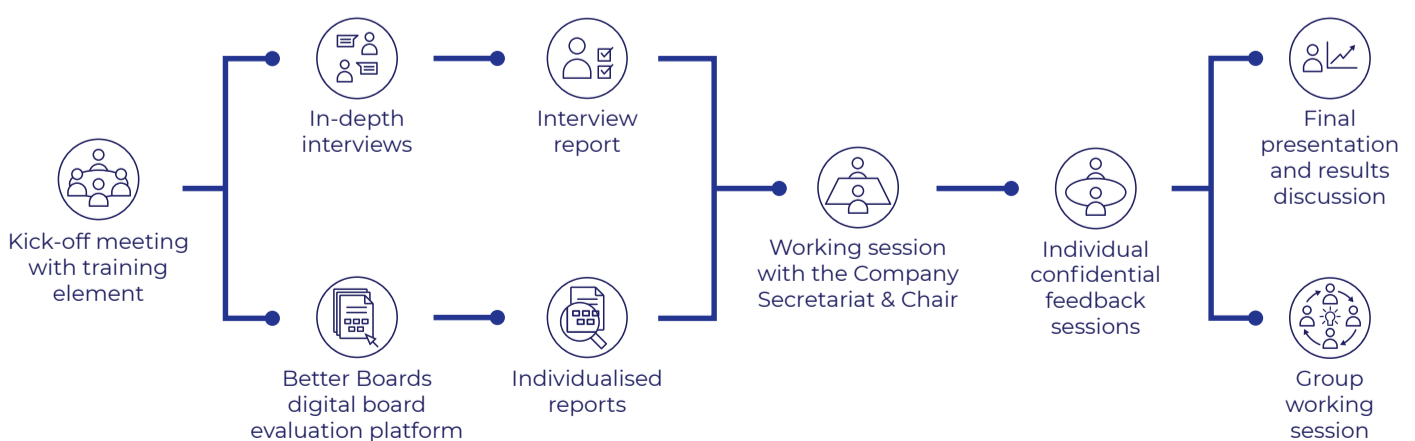 Kick-off meeting
with training
element
In-depth
interviews
Interview
report
Better Boards
digital board
evaluation platform
Individualised
reports
Working session
with the Company
Secretariat & Chair
Individual
confidential
feedback
sessions
Final
presentation
and results
discussion
Group
working
session